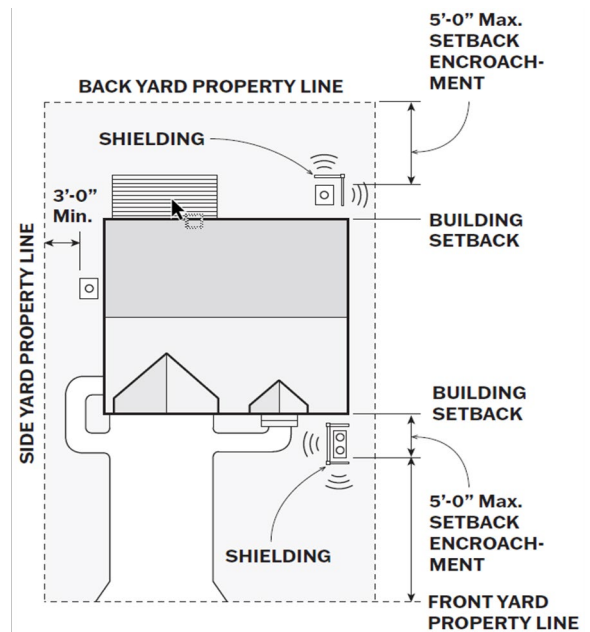 5'-0” Max.
SETBACK
ENCROACH-
MENT
BACK YARD PROPERTY LINE
SHIELDING
3'-0”
Min.
BUILDING
SETBACK
SIDE YARD PROPERTY LINE
BUILDING
SETBACK
5'-0” Max.
SETBACK
ENCROACH-
MENT
SHIELDING
FRONT YARD
PROPERTY LINE